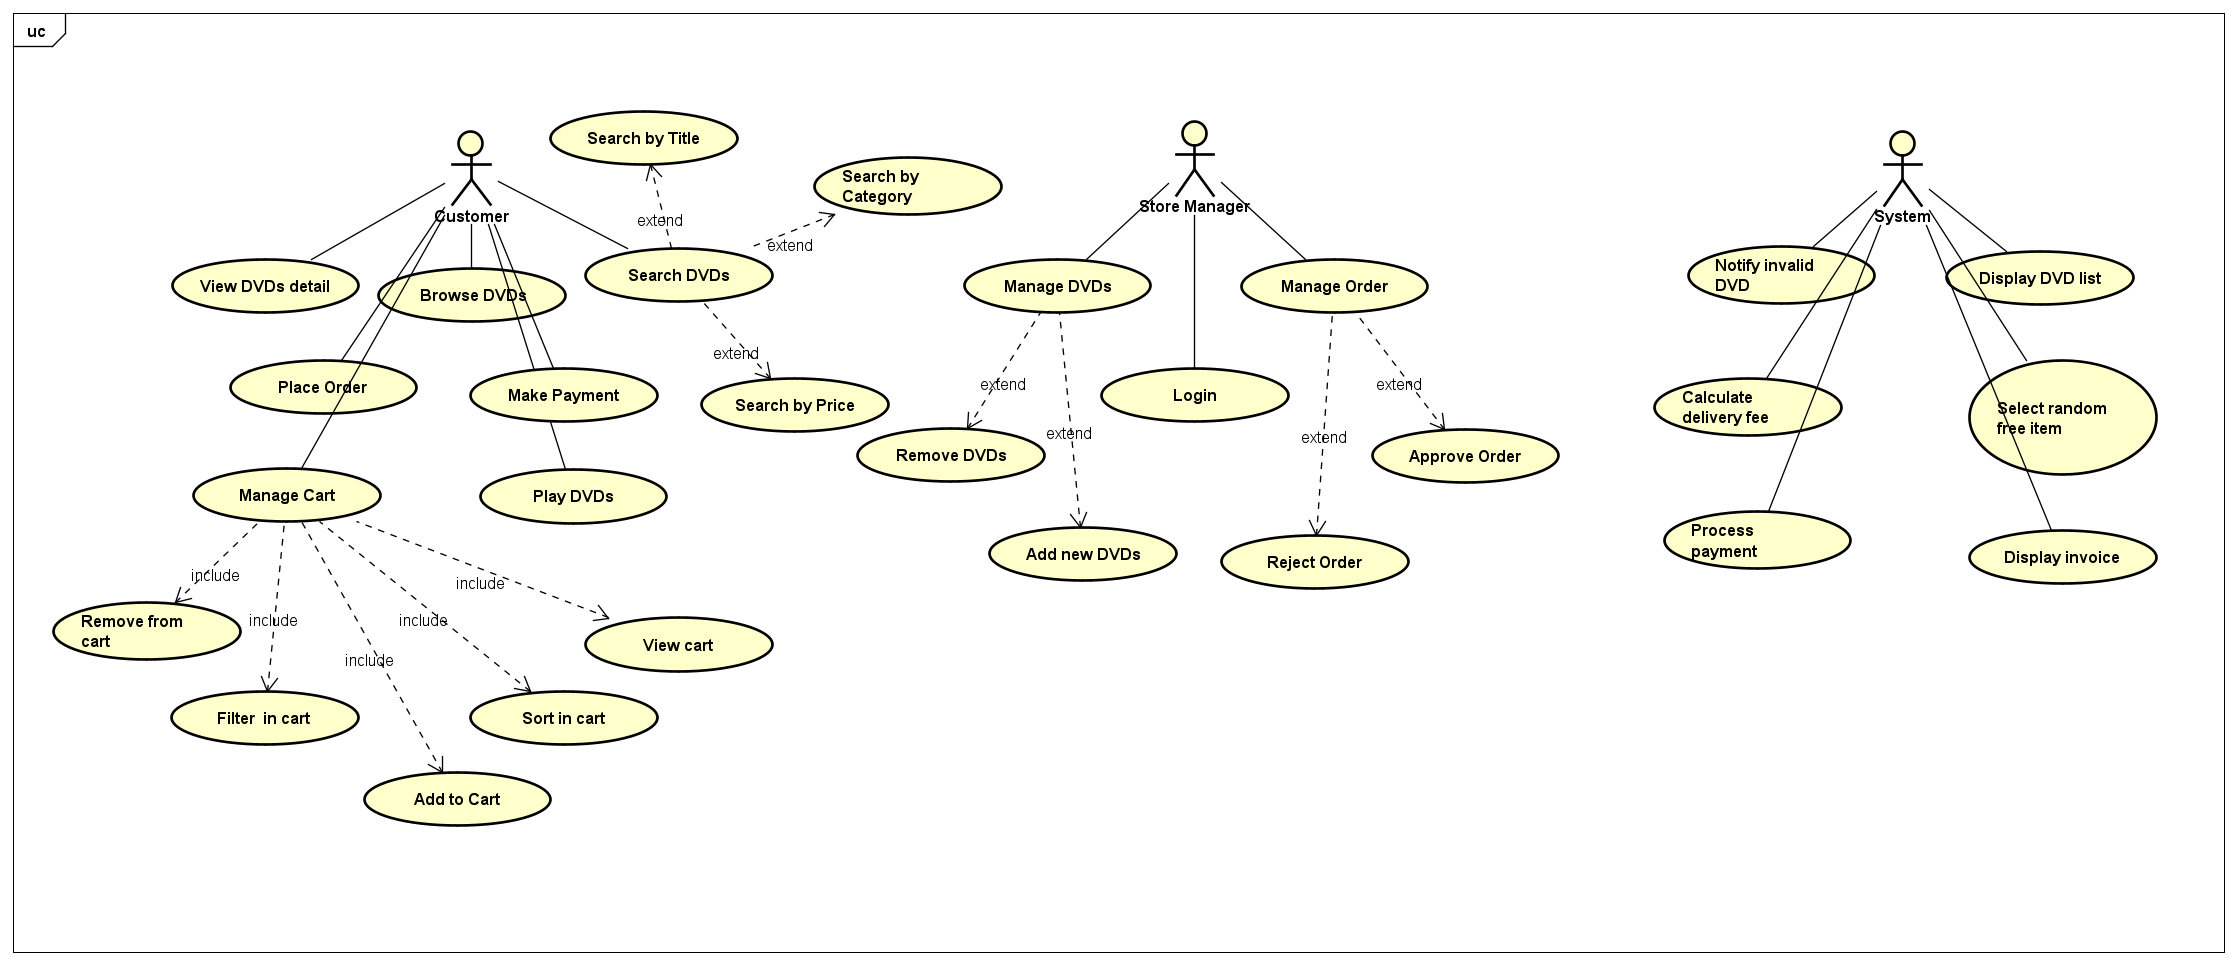 uc
Search by Title
Search by
Category
Customer
Store Manager
System
extend
extend
View DVDs detail
Browse DVDs
Search DVDs
Manage DVDs
Manage Order
Notify invalid
DVD
Display DVD list
extend
Place Order
Make Payment
Search by Price
extend
extend
Login
extend
extend
Calculate
delivery fee
Select random
free item
Remove DVDs
Approve Order
Manage Cart
Play DVDs
Add new DVDs
Reject Order
Process
payment
Display invoice
include
include
include
include
include
Remove from
cart
View cart
Filter  in cart
Sort in cart
Add to Cart